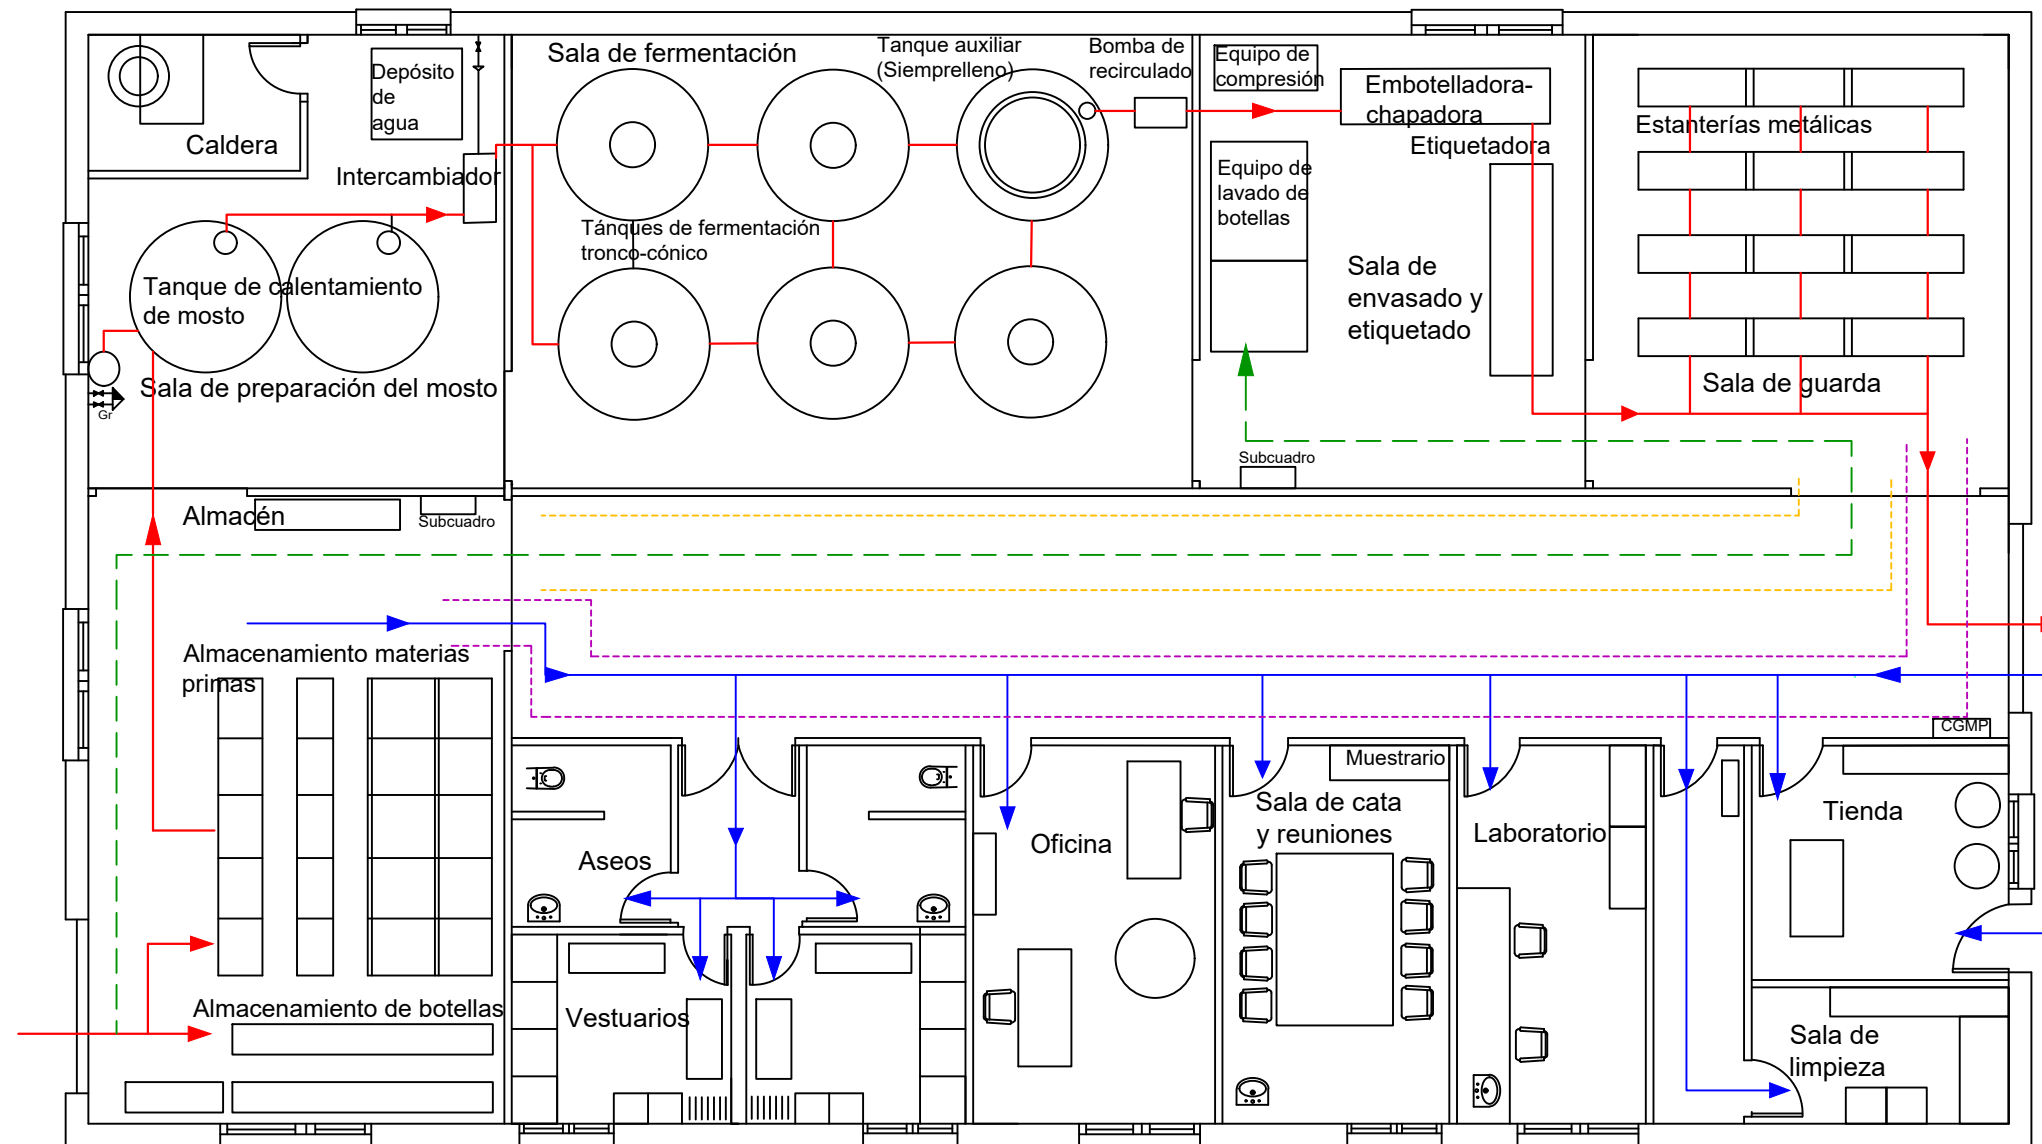 Sala de fermentación
Tanque auxiliar
(Siemprelleno)
Bomba de
recirculado
Equipo de
compresión
Embotelladora-
chapadora
Etiquetadora
Estanterías metálicas
Depósito
de
agua
Caldera
Intercambiador
Equipo de
lavado de
botellas
Tánques de fermentación
tronco-cónico
Sala de
envasado y
etiquetado
Tanque de calentamiento
de mosto
Sala de preparación del mosto
Gr
Sala de guarda
Subcuadro
Almacén
Subcuadro
Almacenamiento materias
primas
CGMP
Muestrario
Sala de cata
y reuniones
Tienda
Laboratorio
Oficina
Aseos
Almacenamiento de botellas
Vestuarios
Sala de
limpieza